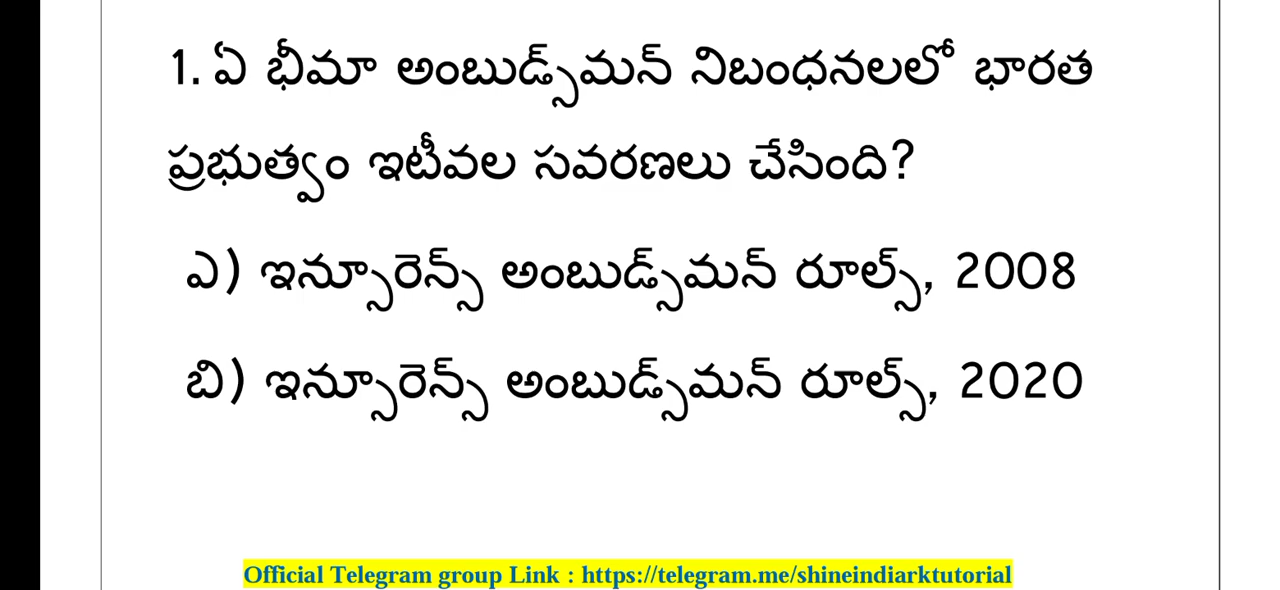 1. ఏ భీమా అంబుడ్స్‌మన్ నిబంధనలలో భారత
ప్రభుత్వం ఇటీవల సవరణలు చేసింది?
ఎ) ఇన్సూరెన్స్ అంబుడ్స్‌మన్ రూల్స్, 2008
బి) ఇన్సూరెన్స్ అంబుడ్స్‌మన్ రూల్స్, 2020
Official Telegram group Link : https://telegram.me/shineindiarktutorial